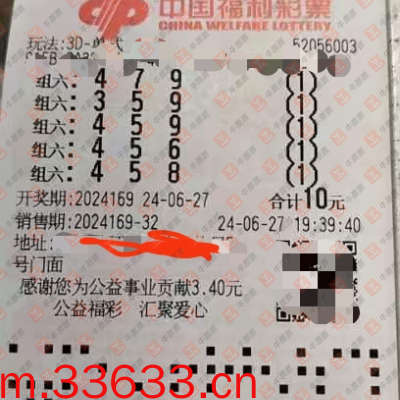 中国福利彩票
CHINA WELFARE LOTTERY
玩法:3D-单式
52056003
组六: 4 7 9 (1)
组六: 3 5 9 (1)
组六: 4 5 9 (1)
组六: 4 5 6 (1)
组六: 4 5 8 (1)
开奖期:2024169 24-06-27 合计10元
销售期:2024169-32 24-06-27 19:39:40
地址:
号门面
感谢您为公益事业贡献3.40元
公益福彩 汇聚爱心
m.33633.cn